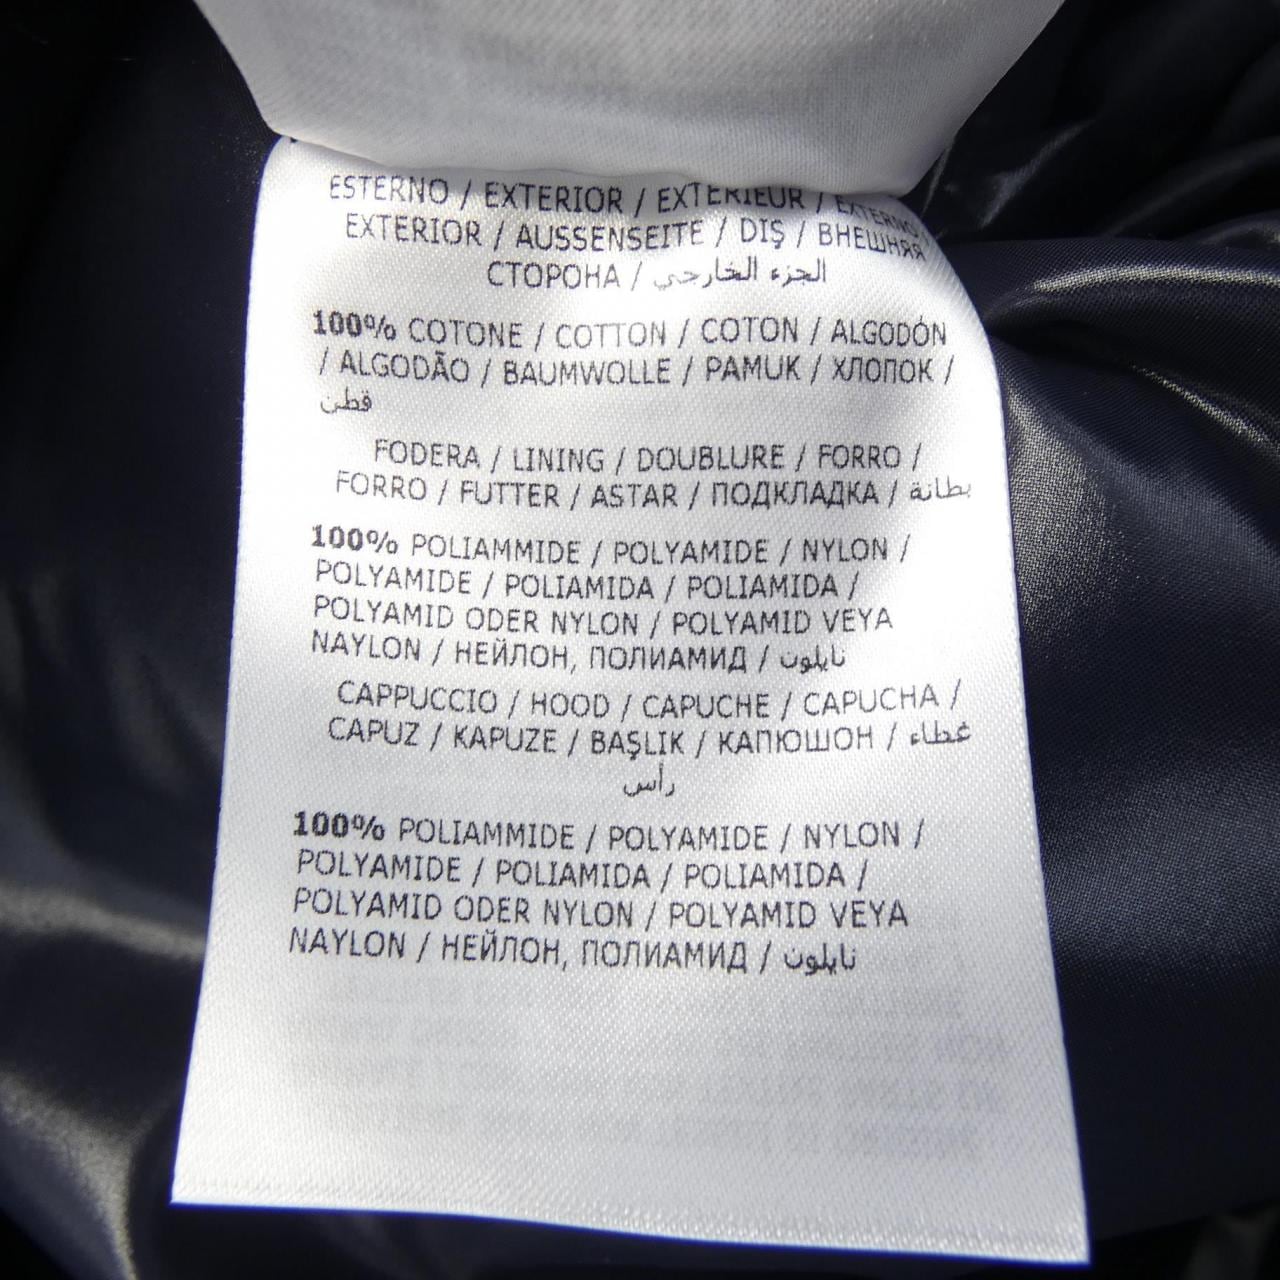 ESTERNO / EXTERIOR / EXTERIEUR / EXTERNO /
EXTERIOR / AUSSENSEITE / DIŞ / ВНЕШНЯЯ
СТОРОНА / الجزء الخارجي
100% COTONE / COTTON / COTON / ALGODÓN
/ ALGODÃO / BAUMWOLLE / PAMUK / ХЛОПОК /
قطن
FODERA / LINING / DOUBLURE / FORRO /
FORRO / FUTTER / ASTAR / ПОДКЛАДКА / بطانة
100% POLIAMMIDE / POLYAMIDE / NYLON /
POLYAMIDE / POLIAMIDA / POLIAMIDA /
POLYAMID ODER NYLON / POLYAMID VEYA
NAYLON / НЕЙЛОН, ПОЛИАМИД / نايلون
CAPPUCCIO / HOOD / CAPUCHE / CAPUCHA /
CAPUZ / KAPUZE / BAŞLIK / КАПЮШОН / غطاء
رأس
100% POLIAMMIDE / POLYAMIDE / NYLON /
POLYAMIDE / POLIAMIDA / POLIAMIDA /
POLYAMID ODER NYLON / POLYAMID VEYA
NAYLON / НЕЙЛОН, ПОЛИАМИД / نايلون